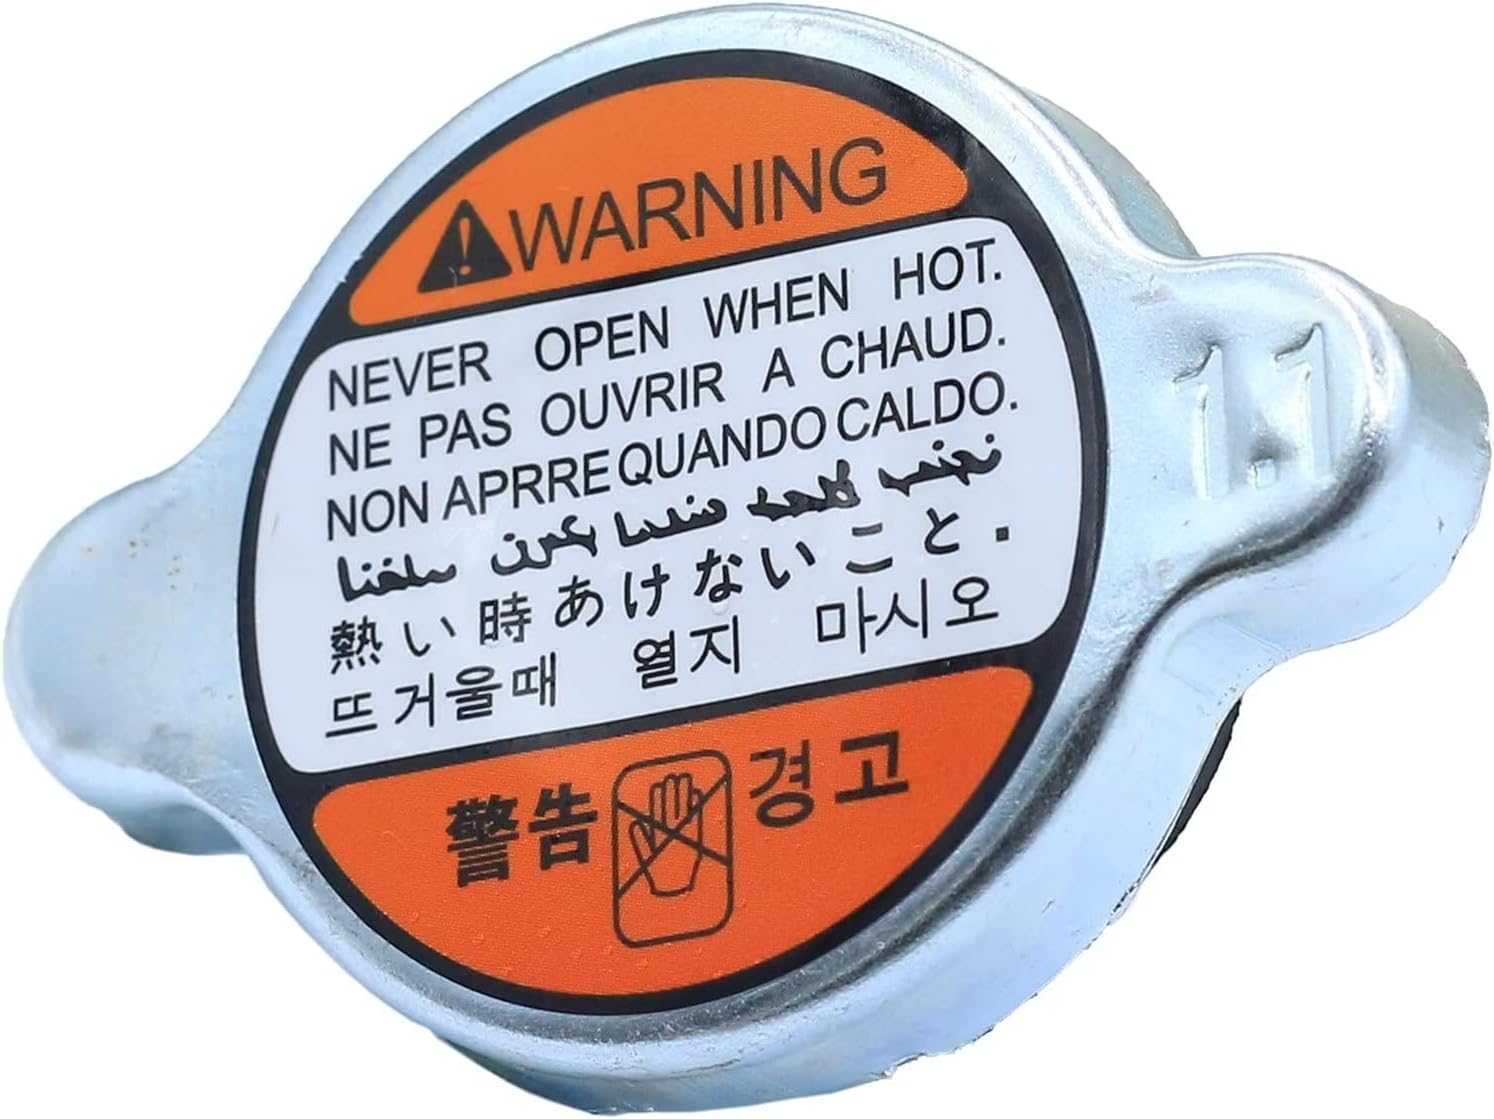 WARNING
NEVER OPEN WHEN HOT.
NE PAS OUVRIR A CHAUD.
NON APRRE QUANDO CALDO.
熱い時あけないこと.
뜨거울때 열지 마시오
警告 경고
1.1